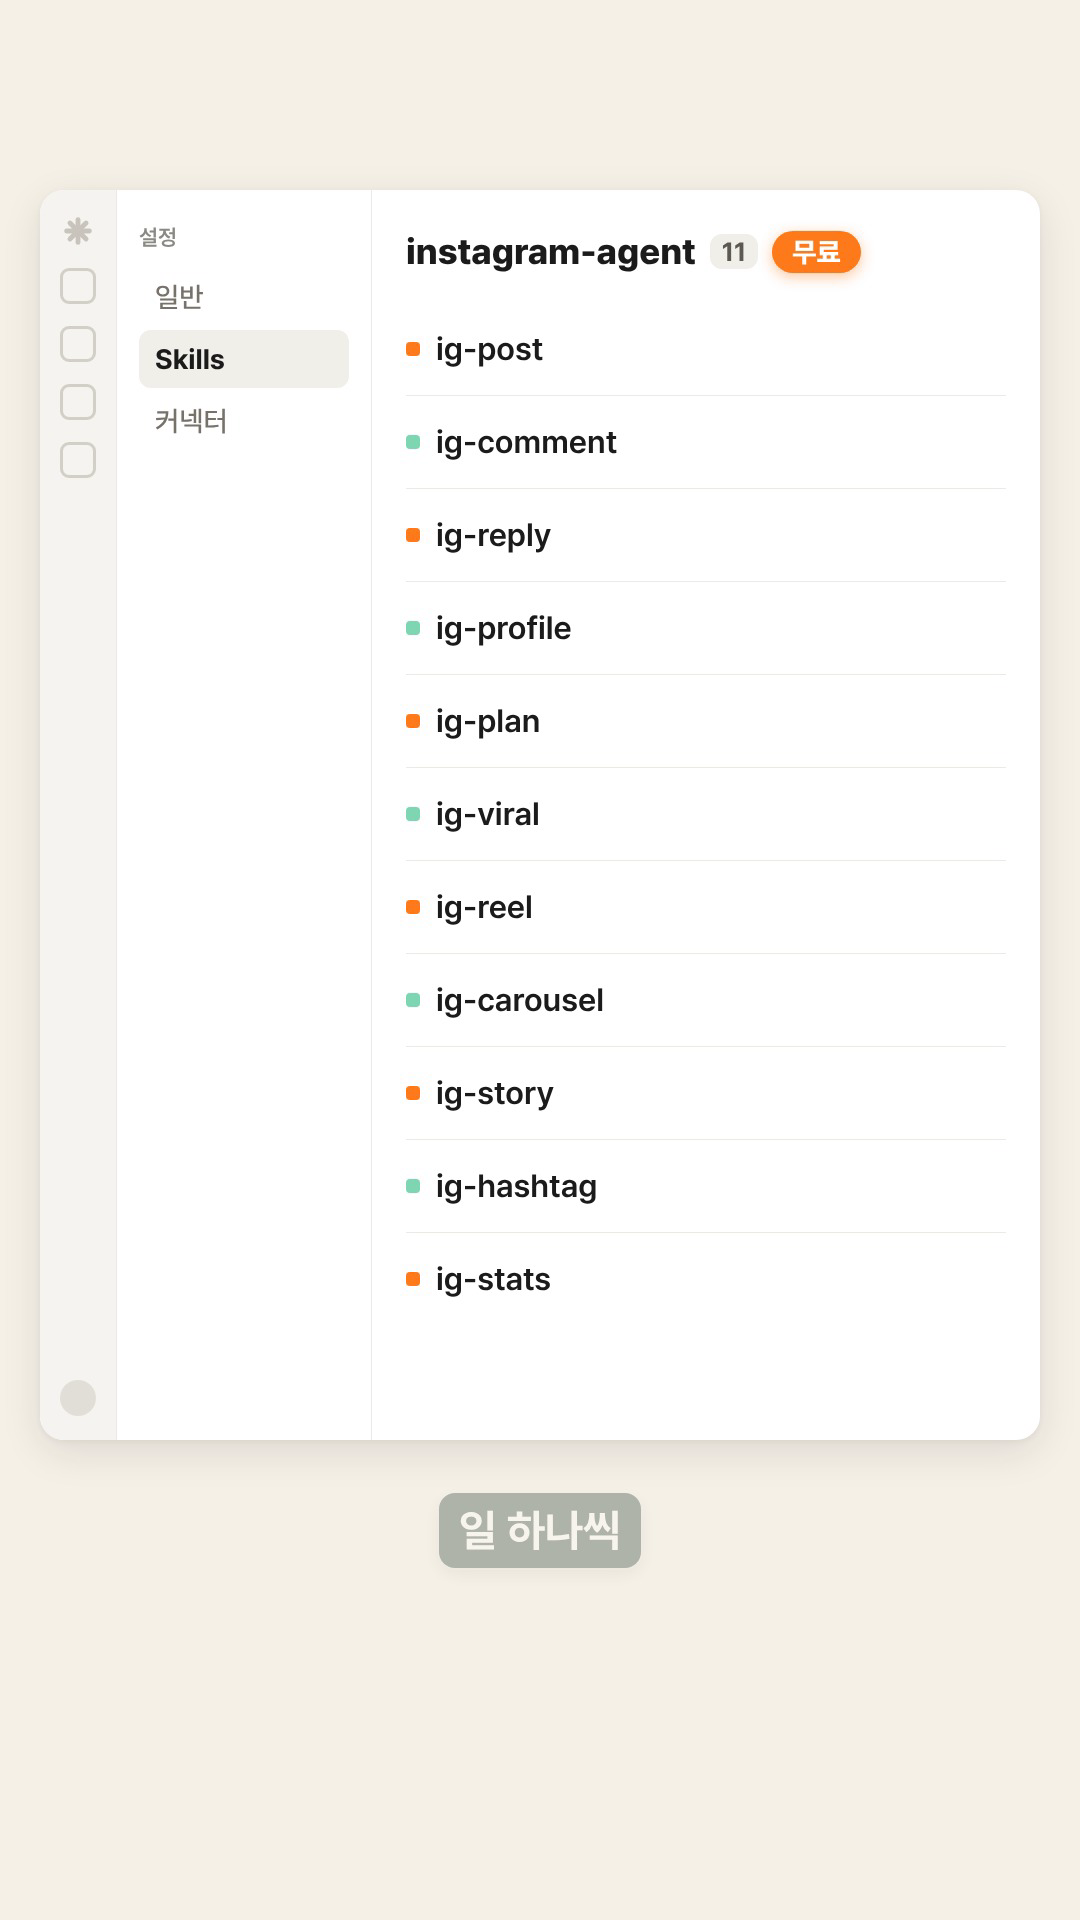 설정
일반
Skills
커넥터
instagram-agent 11 무료
ig-post
ig-comment
ig-reply
ig-profile
ig-plan
ig-viral
ig-reel
ig-carousel
ig-story
ig-hashtag
ig-stats
일 하나씩